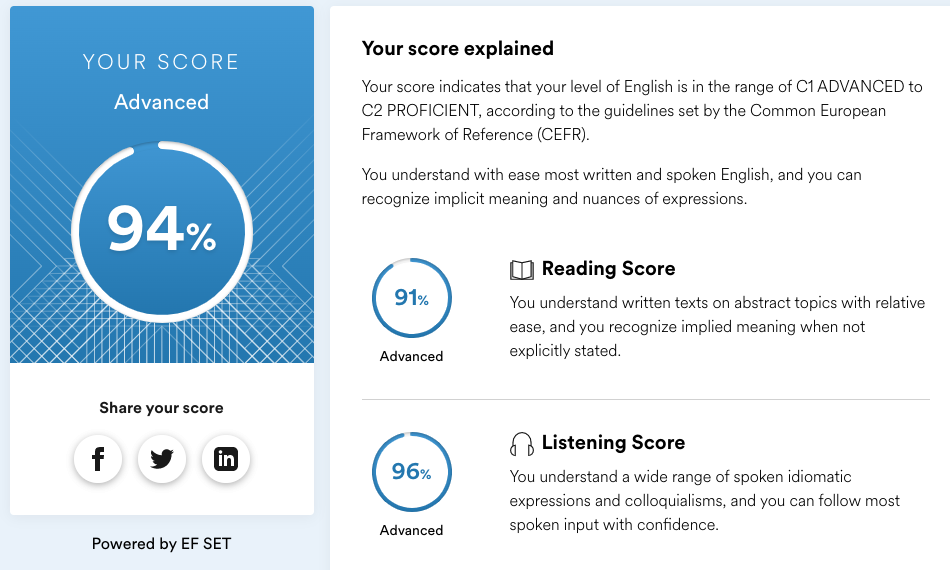 YOUR SCORE
Advanced
94%
Share your score
f
in
Powered by EF SET
Your score explained
Your score indicates that your level of English is in the range of C1 ADVANCED to
C2 PROFICIENT, according to the guidelines set by the Common European
Framework of Reference (CEFR).
You understand with ease most written and spoken English, and you can
recognize implicit meaning and nuances of expressions.
91%
Advanced
Reading Score
You understand written texts on abstract topics with relative
ease, and you recognize implied meaning when not
explicitly stated.
96%
Advanced
Listening Score
You understand a wide range of spoken idiomatic
expressions and colloquialisms, and you can follow most
spoken input with confidence.